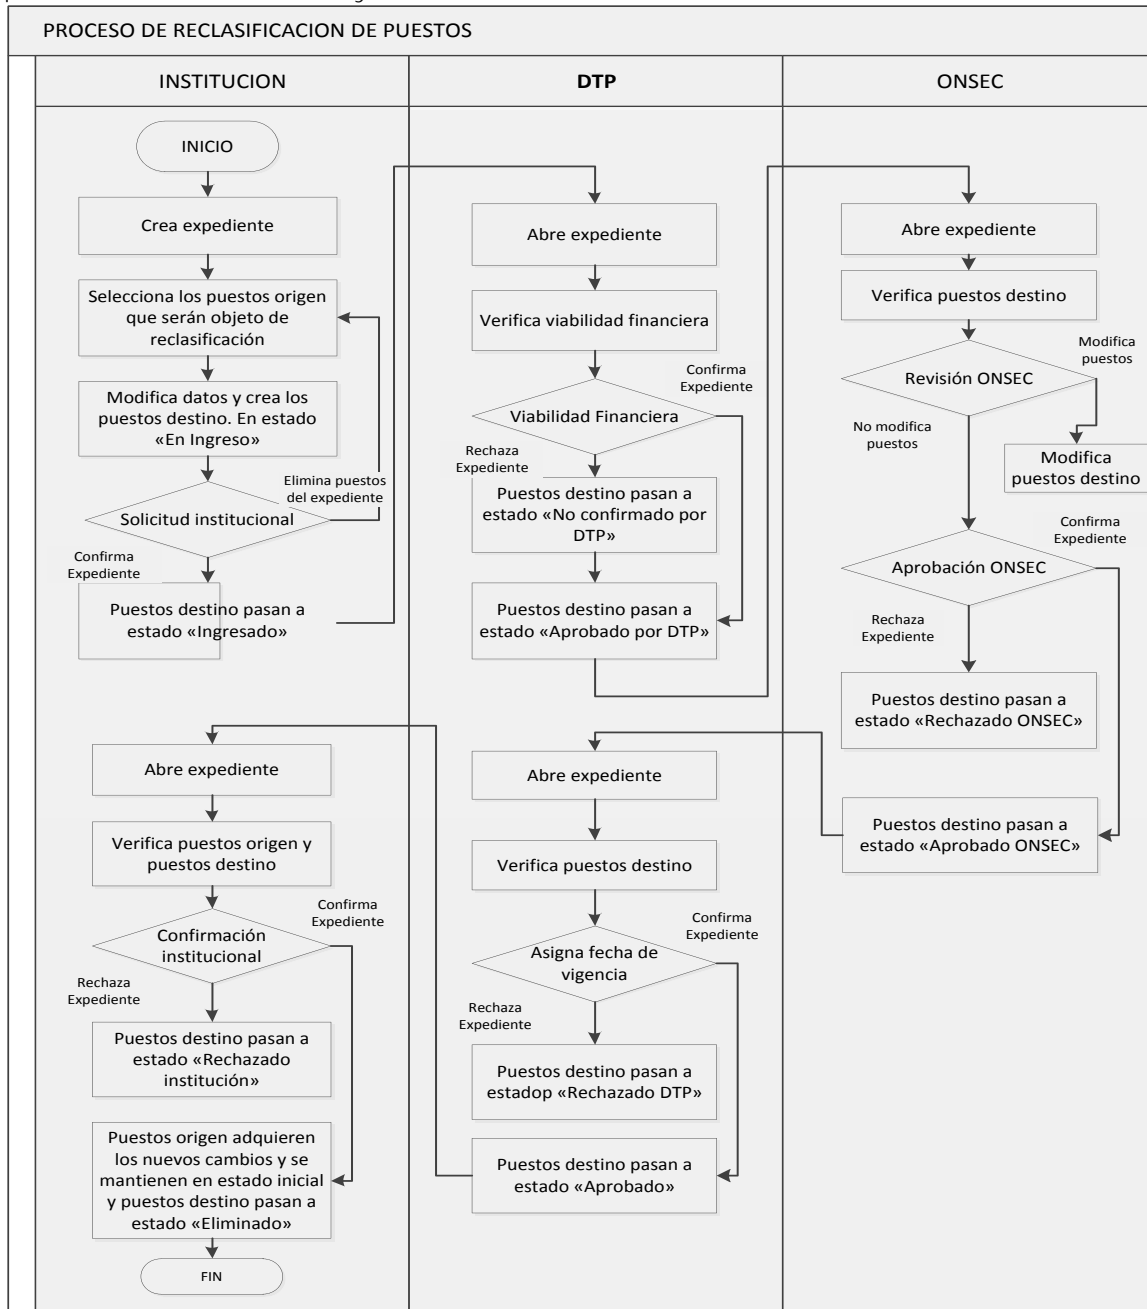 PROCESO DE RECLASIFICACION DE PUESTOS
INSTITUCION
DTP
ONSEC
INICIO
Crea expediente
Selecciona los puestos origen
que serán objeto de
reclasificación
Modifica datos y crea los
puestos destino. En estado
«En Ingreso»
Elimina puestos
del expediente
Solicitud institucional
Confirma
Expediente
Puestos destino pasan a
estado «Ingresado»
Abre expediente
Verifica viabilidad financiera
Confirma
Expediente
Viabilidad Financiera
Rechaza
Expediente
Puestos destino pasan a
estado «No confirmado por
DTP»
Puestos destino pasan a
estado «Aprobado por DTP»
Abre expediente
Verifica puestos destino
Modifica
puestos
Revisión ONSEC
No modifica
puestos
Modifica
puestos destino
Confirma
Expediente
Aprobación ONSEC
Rechaza
Expediente
Puestos destino pasan a
estado «Rechazado ONSEC»
Puestos destino pasan a
estado «Aprobado ONSEC»
Abre expediente
Verifica puestos destino
Confirma
Expediente
Asigna fecha de
vigencia
Rechaza
Expediente
Puestos destino pasan a
estadop «Rechazado DTP»
Puestos destino pasan a
estado «Aprobado»
Abre expediente
Verifica puestos origen y
puestos destino
Confirma
Expediente
Confirmación
institucional
Rechaza
Expediente
Puestos destino pasan a
estado «Rechazado
institución»
Puestos origen adquieren
los nuevos cambios y se
mantienen en estado inicial
y puestos destino pasan a
estado «Eliminado»
FIN